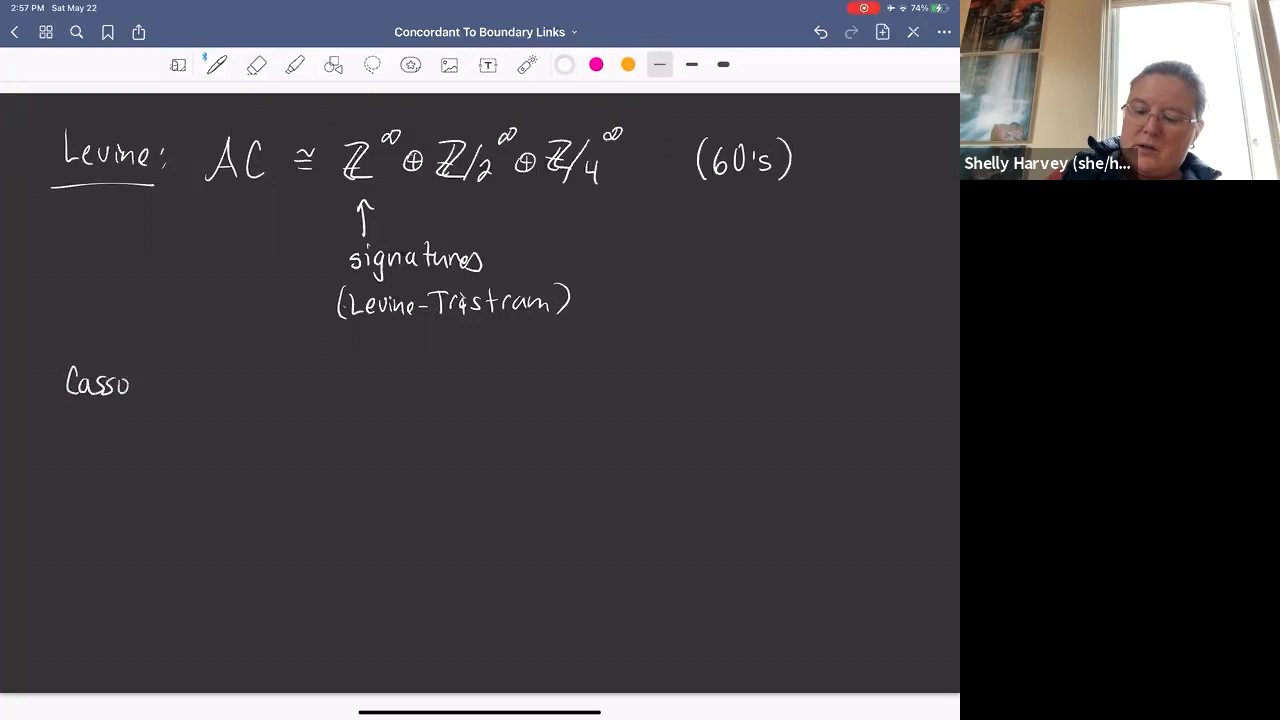 2:57 PM Sat May 22
74%
Concordant To Boundary Links
T
Levine: AC ≅ ℤ^∞ ⊕ ℤ/2^∞ ⊕ ℤ/4^∞ (60's)
↑
signatures
(Levine-Tristram)
Casso
Shelly Harvey (she/h...